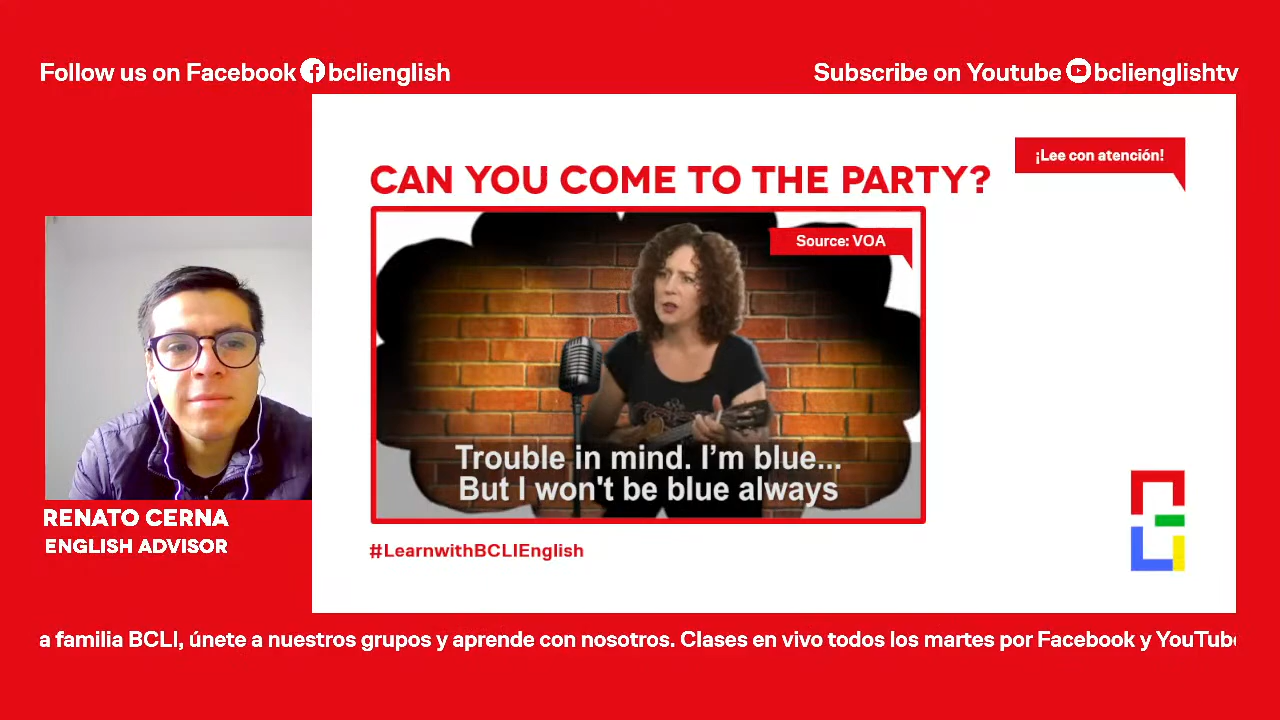 Follow us on Facebook bclienglish
Subscribe on Youtube bclienglishtv
¡Lee con atención!
CAN YOU COME TO THE PARTY?
Source: VOA
Trouble in mind. I'm blue...
But I won't be blue always
RENATO CERNA
ENGLISH ADVISOR
#LearnwithBCLIEnglish
a familia BCLI, únete a nuestros grupos y aprende con nosotros. Clases en vivo todos los martes por Facebook y YouTube